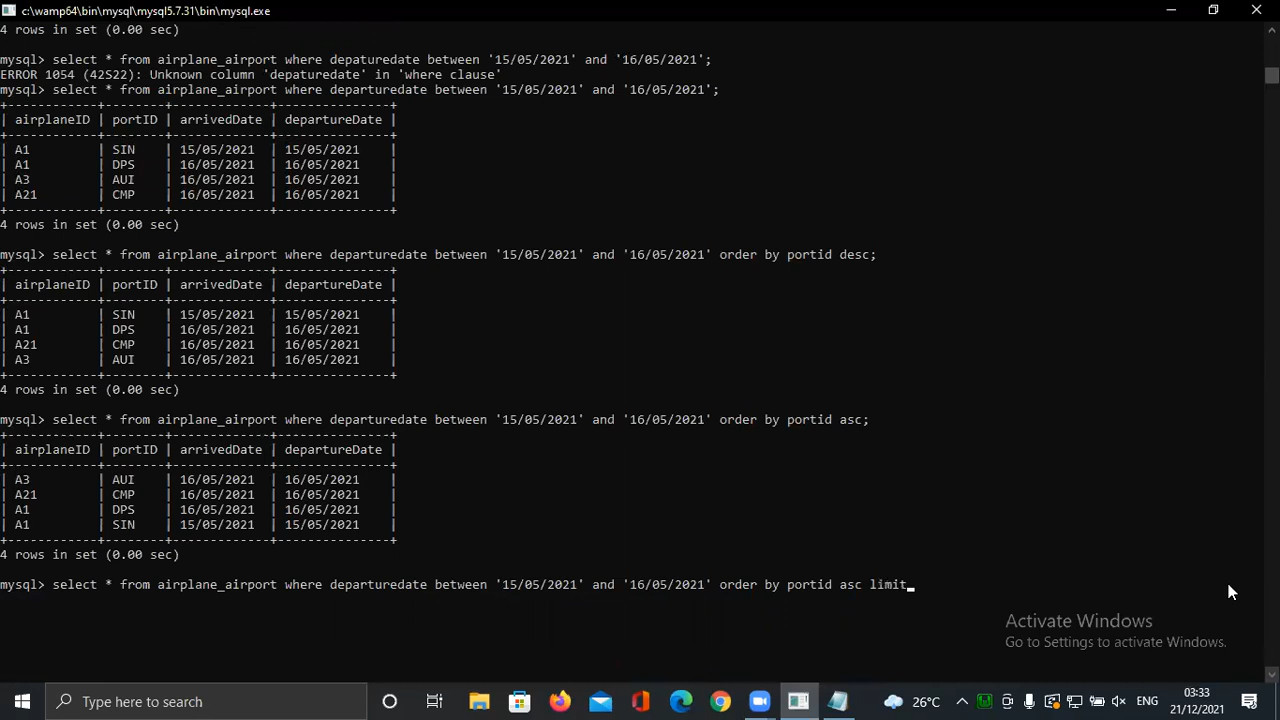 c:\wamp64\bin\mysql\mysql5.7.31\bin\mysql.exe
4 rows in set (0.00 sec)
mysql> select * from airplane_airport where depaturedate between '15/05/2021' and '16/05/2021';
ERROR 1054 (42S22): Unknown column 'depaturedate' in 'where clause'
mysql> select * from airplane_airport where departuredate between '15/05/2021' and '16/05/2021';
+------------+--------+-------------+---------------+
| airplaneID | portID | arrivedDate | departureDate |
+------------+--------+-------------+---------------+
| A1         | SIN    | 15/05/2021  | 15/05/2021    |
| A1         | DPS    | 16/05/2021  | 16/05/2021    |
| A3         | AUI    | 16/05/2021  | 16/05/2021    |
| A21        | CMP    | 16/05/2021  | 16/05/2021    |
+------------+--------+-------------+---------------+
4 rows in set (0.00 sec)
mysql> select * from airplane_airport where departuredate between '15/05/2021' and '16/05/2021' order by portid desc;
+------------+--------+-------------+---------------+
| airplaneID | portID | arrivedDate | departureDate |
+------------+--------+-------------+---------------+
| A1         | SIN    | 15/05/2021  | 15/05/2021    |
| A1         | DPS    | 16/05/2021  | 16/05/2021    |
| A21        | CMP    | 16/05/2021  | 16/05/2021    |
| A3         | AUI    | 16/05/2021  | 16/05/2021    |
+------------+--------+-------------+---------------+
4 rows in set (0.00 sec)
mysql> select * from airplane_airport where departuredate between '15/05/2021' and '16/05/2021' order by portid asc;
+------------+--------+-------------+---------------+
| airplaneID | portID | arrivedDate | departureDate |
+------------+--------+-------------+---------------+
| A3         | AUI    | 16/05/2021  | 16/05/2021    |
| A21        | CMP    | 16/05/2021  | 16/05/2021    |
| A1         | DPS    | 16/05/2021  | 16/05/2021    |
| A1         | SIN    | 15/05/2021  | 15/05/2021    |
+------------+--------+-------------+---------------+
4 rows in set (0.00 sec)
mysql> select * from airplane_airport where departuredate between '15/05/2021' and '16/05/2021' order by portid asc limit
Activate Windows
Go to Settings to activate Windows.
Type here to search
26°C
ENG
03:33
21/12/2021